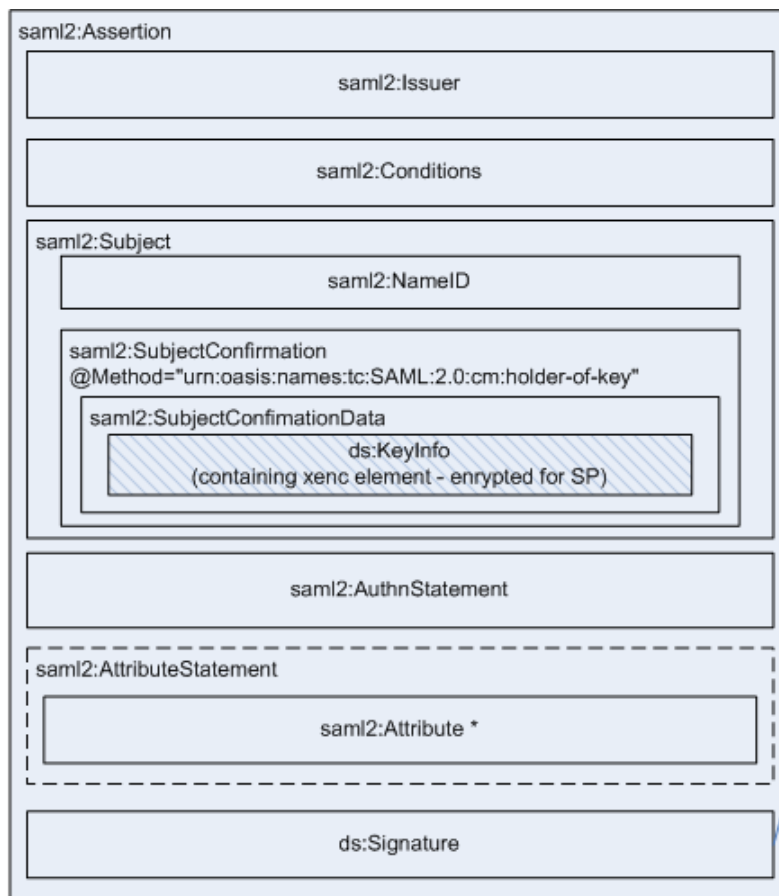 saml2:Assertion
saml2:Issuer
saml2:Conditions
saml2:Subject
saml2:NameID
saml2:SubjectConfirmation
@Method="urn:oasis:names:tc:SAML:2.0:cm:holder-of-key"
saml2:SubjectConfimationData
ds:KeyInfo
(containing xenc element - enrypted for SP)
saml2:AuthnStatement
saml2:AttributeStatement
saml2:Attribute *
ds:Signature